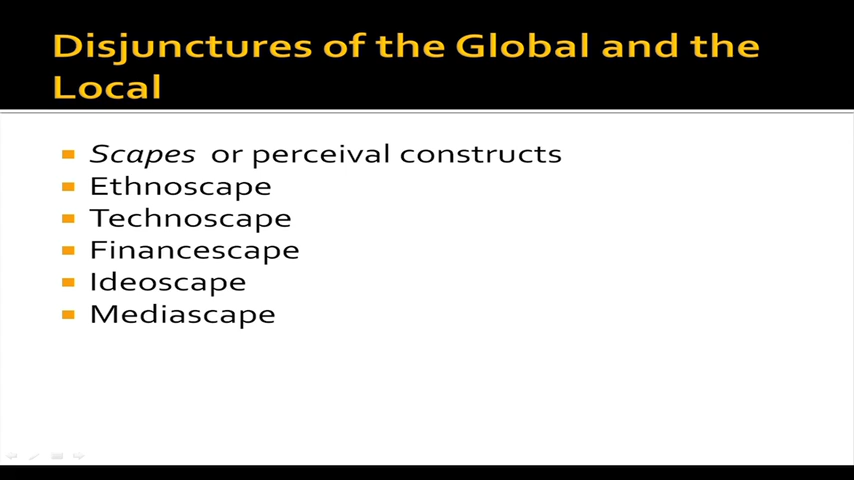 Disjunctures of the Global and the
Local
Scapes or perceival constructs
Ethnoscape
Technoscape
Financescape
Ideoscape
Mediascape